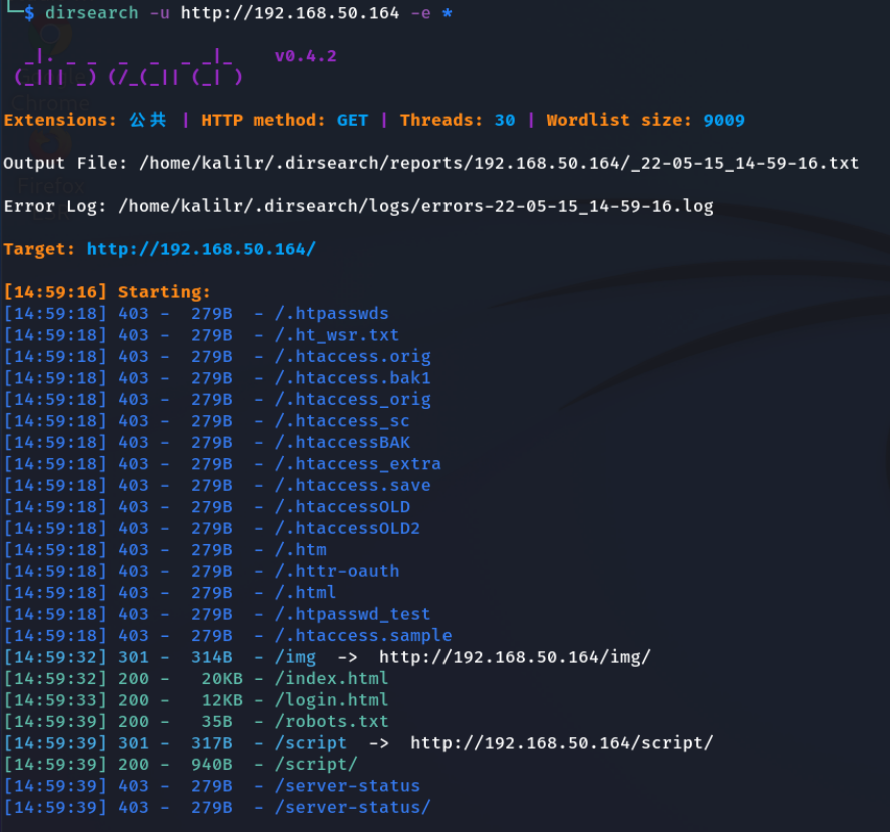 └─$ dirsearch -u http://192.168.50.164 -e *
v0.4.2
Extensions: 公共 | HTTP method: GET | Threads: 30 | Wordlist size: 9009
Output File: /home/kalilr/.dirsearch/reports/192.168.50.164/_22-05-15_14-59-16.txt
Error Log: /home/kalilr/.dirsearch/logs/errors-22-05-15_14-59-16.log
Target: http://192.168.50.164/
[14:59:16] Starting:
[14:59:18] 403 -  279B  - /.htpasswds
[14:59:18] 403 -  279B  - /.ht_wsr.txt
[14:59:18] 403 -  279B  - /.htaccess.orig
[14:59:18] 403 -  279B  - /.htaccess.bak1
[14:59:18] 403 -  279B  - /.htaccess_orig
[14:59:18] 403 -  279B  - /.htaccess_sc
[14:59:18] 403 -  279B  - /.htaccessBAK
[14:59:18] 403 -  279B  - /.htaccess_extra
[14:59:18] 403 -  279B  - /.htaccess.save
[14:59:18] 403 -  279B  - /.htaccessOLD
[14:59:18] 403 -  279B  - /.htaccessOLD2
[14:59:18] 403 -  279B  - /.htm
[14:59:18] 403 -  279B  - /.httr-oauth
[14:59:18] 403 -  279B  - /.html
[14:59:18] 403 -  279B  - /.htpasswd_test
[14:59:18] 403 -  279B  - /.htaccess.sample
[14:59:32] 301 -  314B  - /img  ->  http://192.168.50.164/img/
[14:59:32] 200 -   20KB - /index.html
[14:59:33] 200 -   12KB - /login.html
[14:59:39] 200 -   35B  - /robots.txt
[14:59:39] 301 -  317B  - /script  ->  http://192.168.50.164/script/
[14:59:39] 200 -  940B  - /script/
[14:59:39] 403 -  279B  - /server-status
[14:59:39] 403 -  279B  - /server-status/